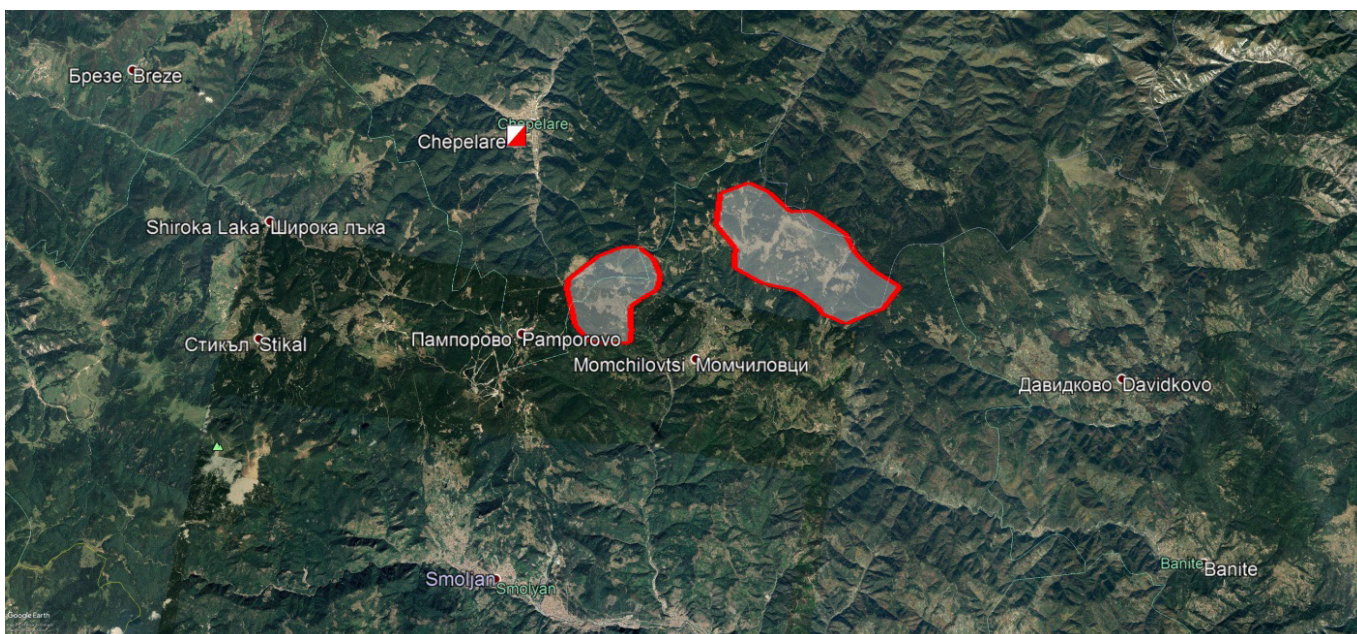 Брезе Breze
Chepelare
Chepelare
Shiroka Laka Широка лъка
Стикъл Stikal
Пампорово Pamporovo
Momchilovtsi Момчиловци
Давидково Davidkovo
Smoljan
Smolyan
Banite
Banite
Google Earth